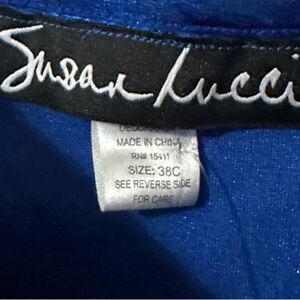 Susan Lucci
MADE IN CHINA
RN# 15411
SIZE: 38C
SEE REVERSE SIDE
FOR CARE